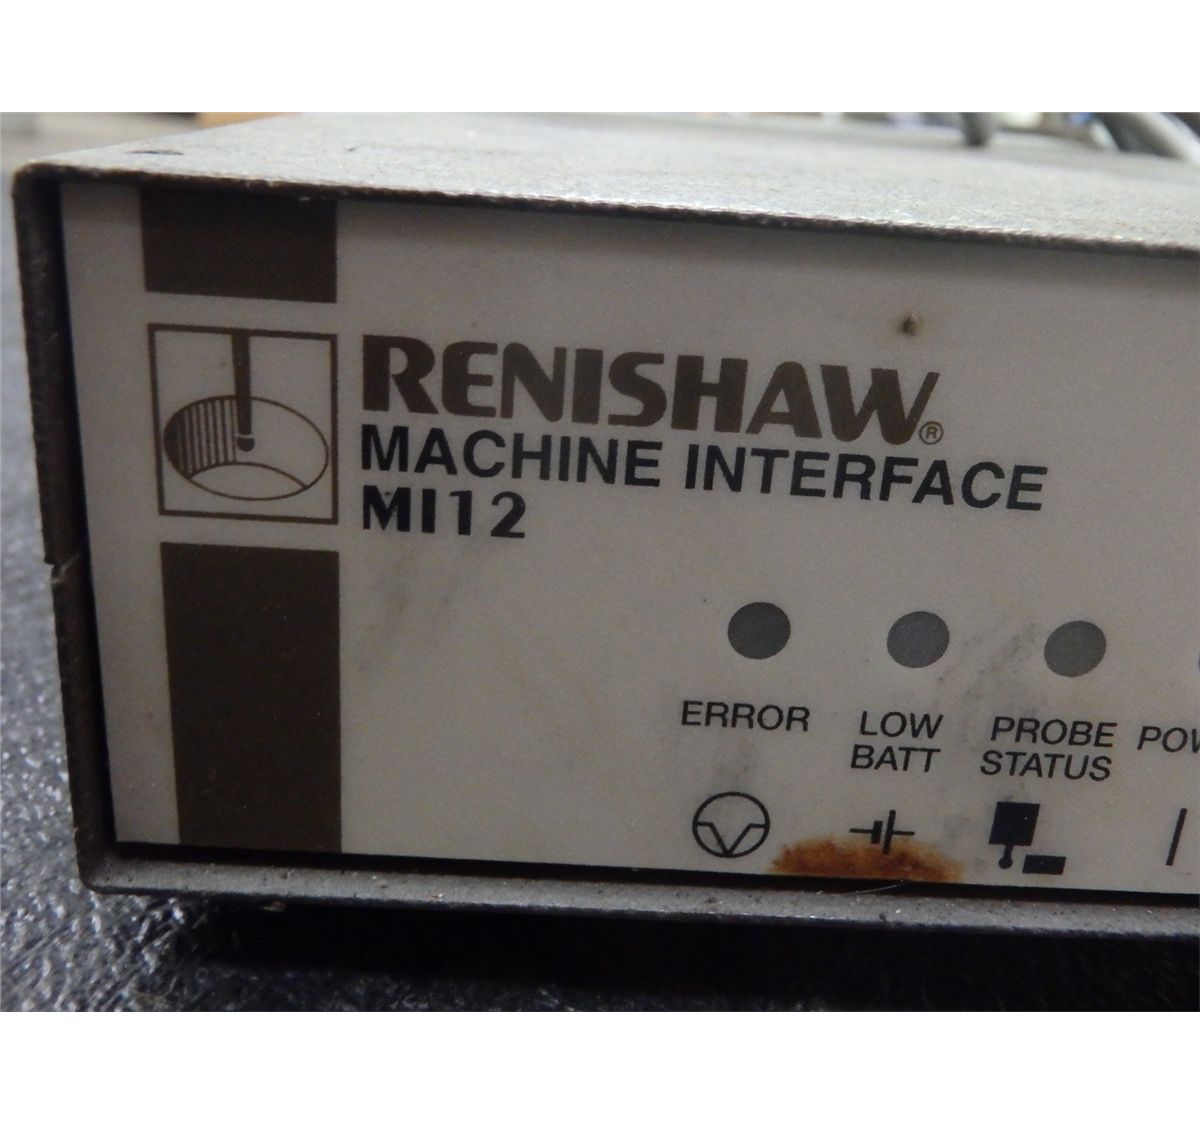 RENISHAW®
MACHINE INTERFACE
MI12
ERROR
LOW
BATT
PROBE
STATUS